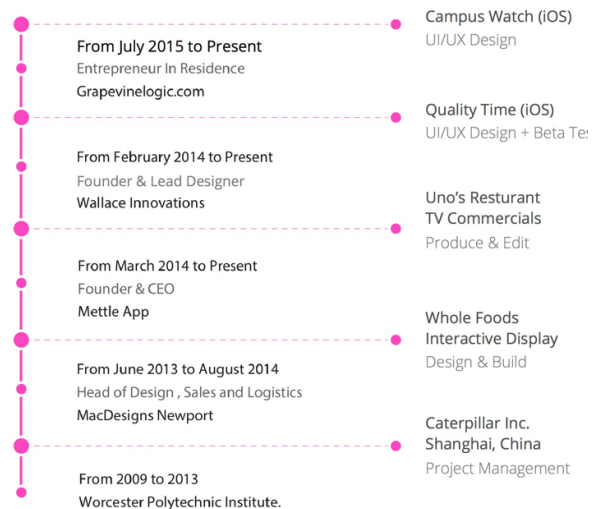 Campus Watch (iOS)
UI/UX Design
From July 2015 to Present
Entrepreneur In Residence
Grapevinelogic.com
Quality Time (iOS)
UI/UX Design + Beta
From February 2014 to Present
Founder & Lead Designer
Wallace Innovations
Uno's Resturant
TV Commercials
Produce & Edit
From March 2014 to Present
Founder & CEO
Mettle App
Whole Foods
Interactive Display
Design & Build
From June 2013 to August 2014
Head of Design , Sales and Logistics
MacDesigns Newport
Caterpillar Inc.
Shanghai, China
Project Management
From 2009 to 2013
Worcester Polytechnic Institute.